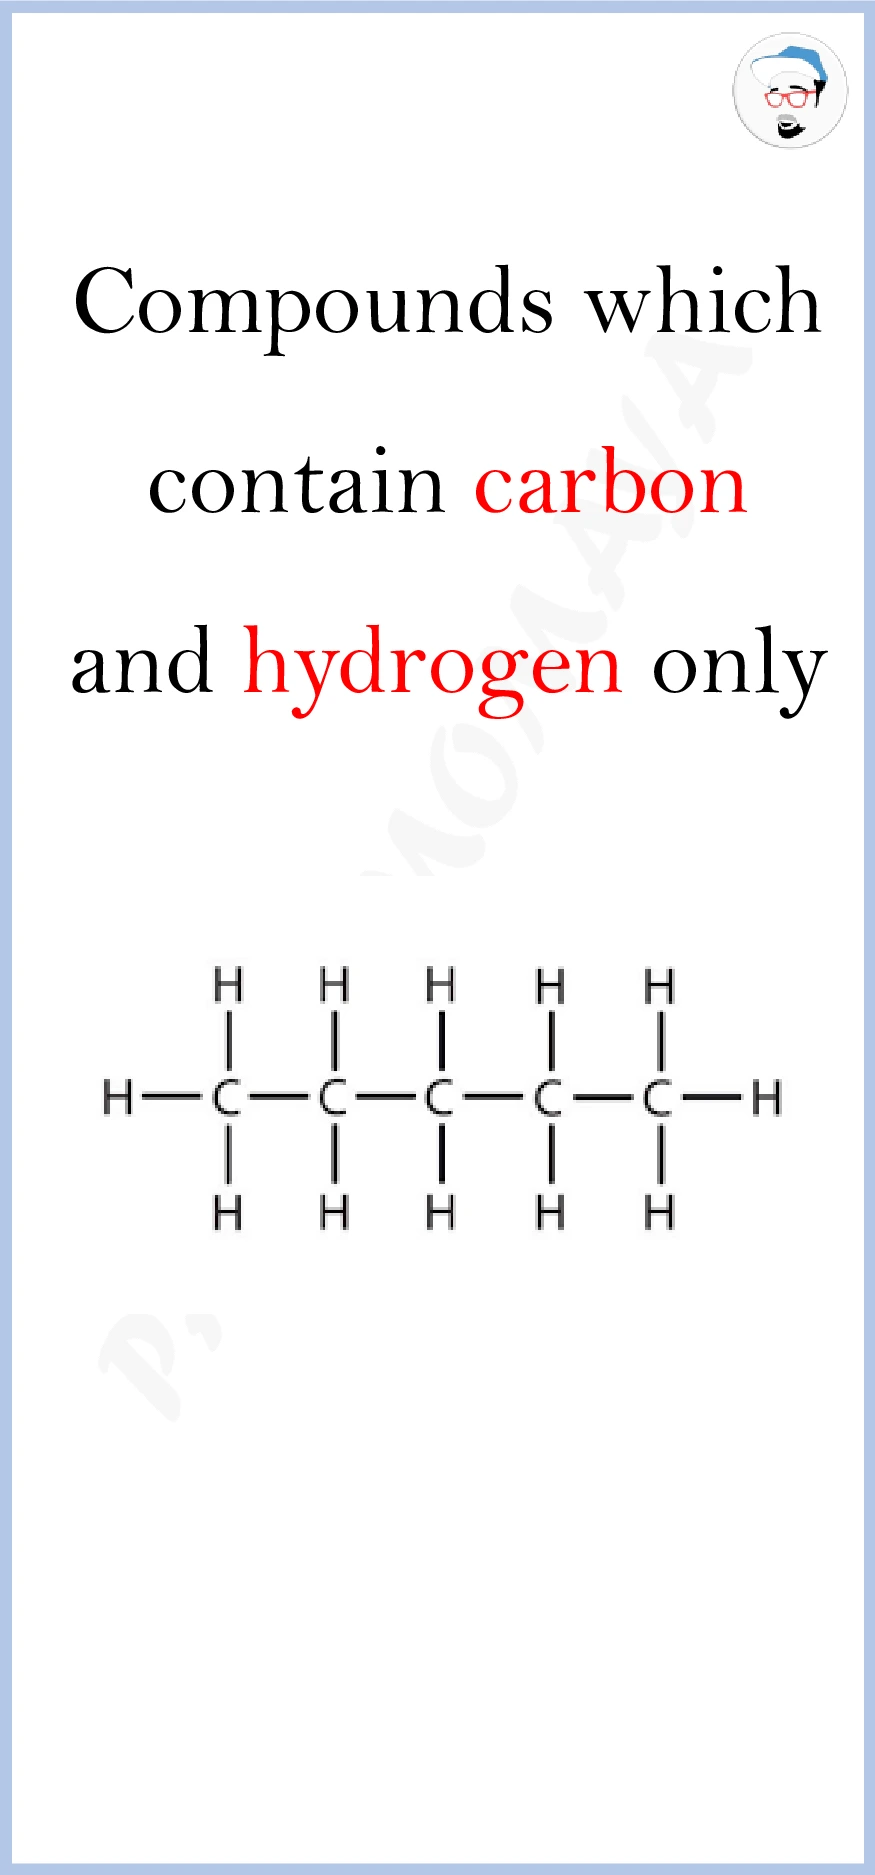 Compounds which
contain carbon
and hydrogen only
H H H H H
H—C—C—C—C—C—H
H H H H H